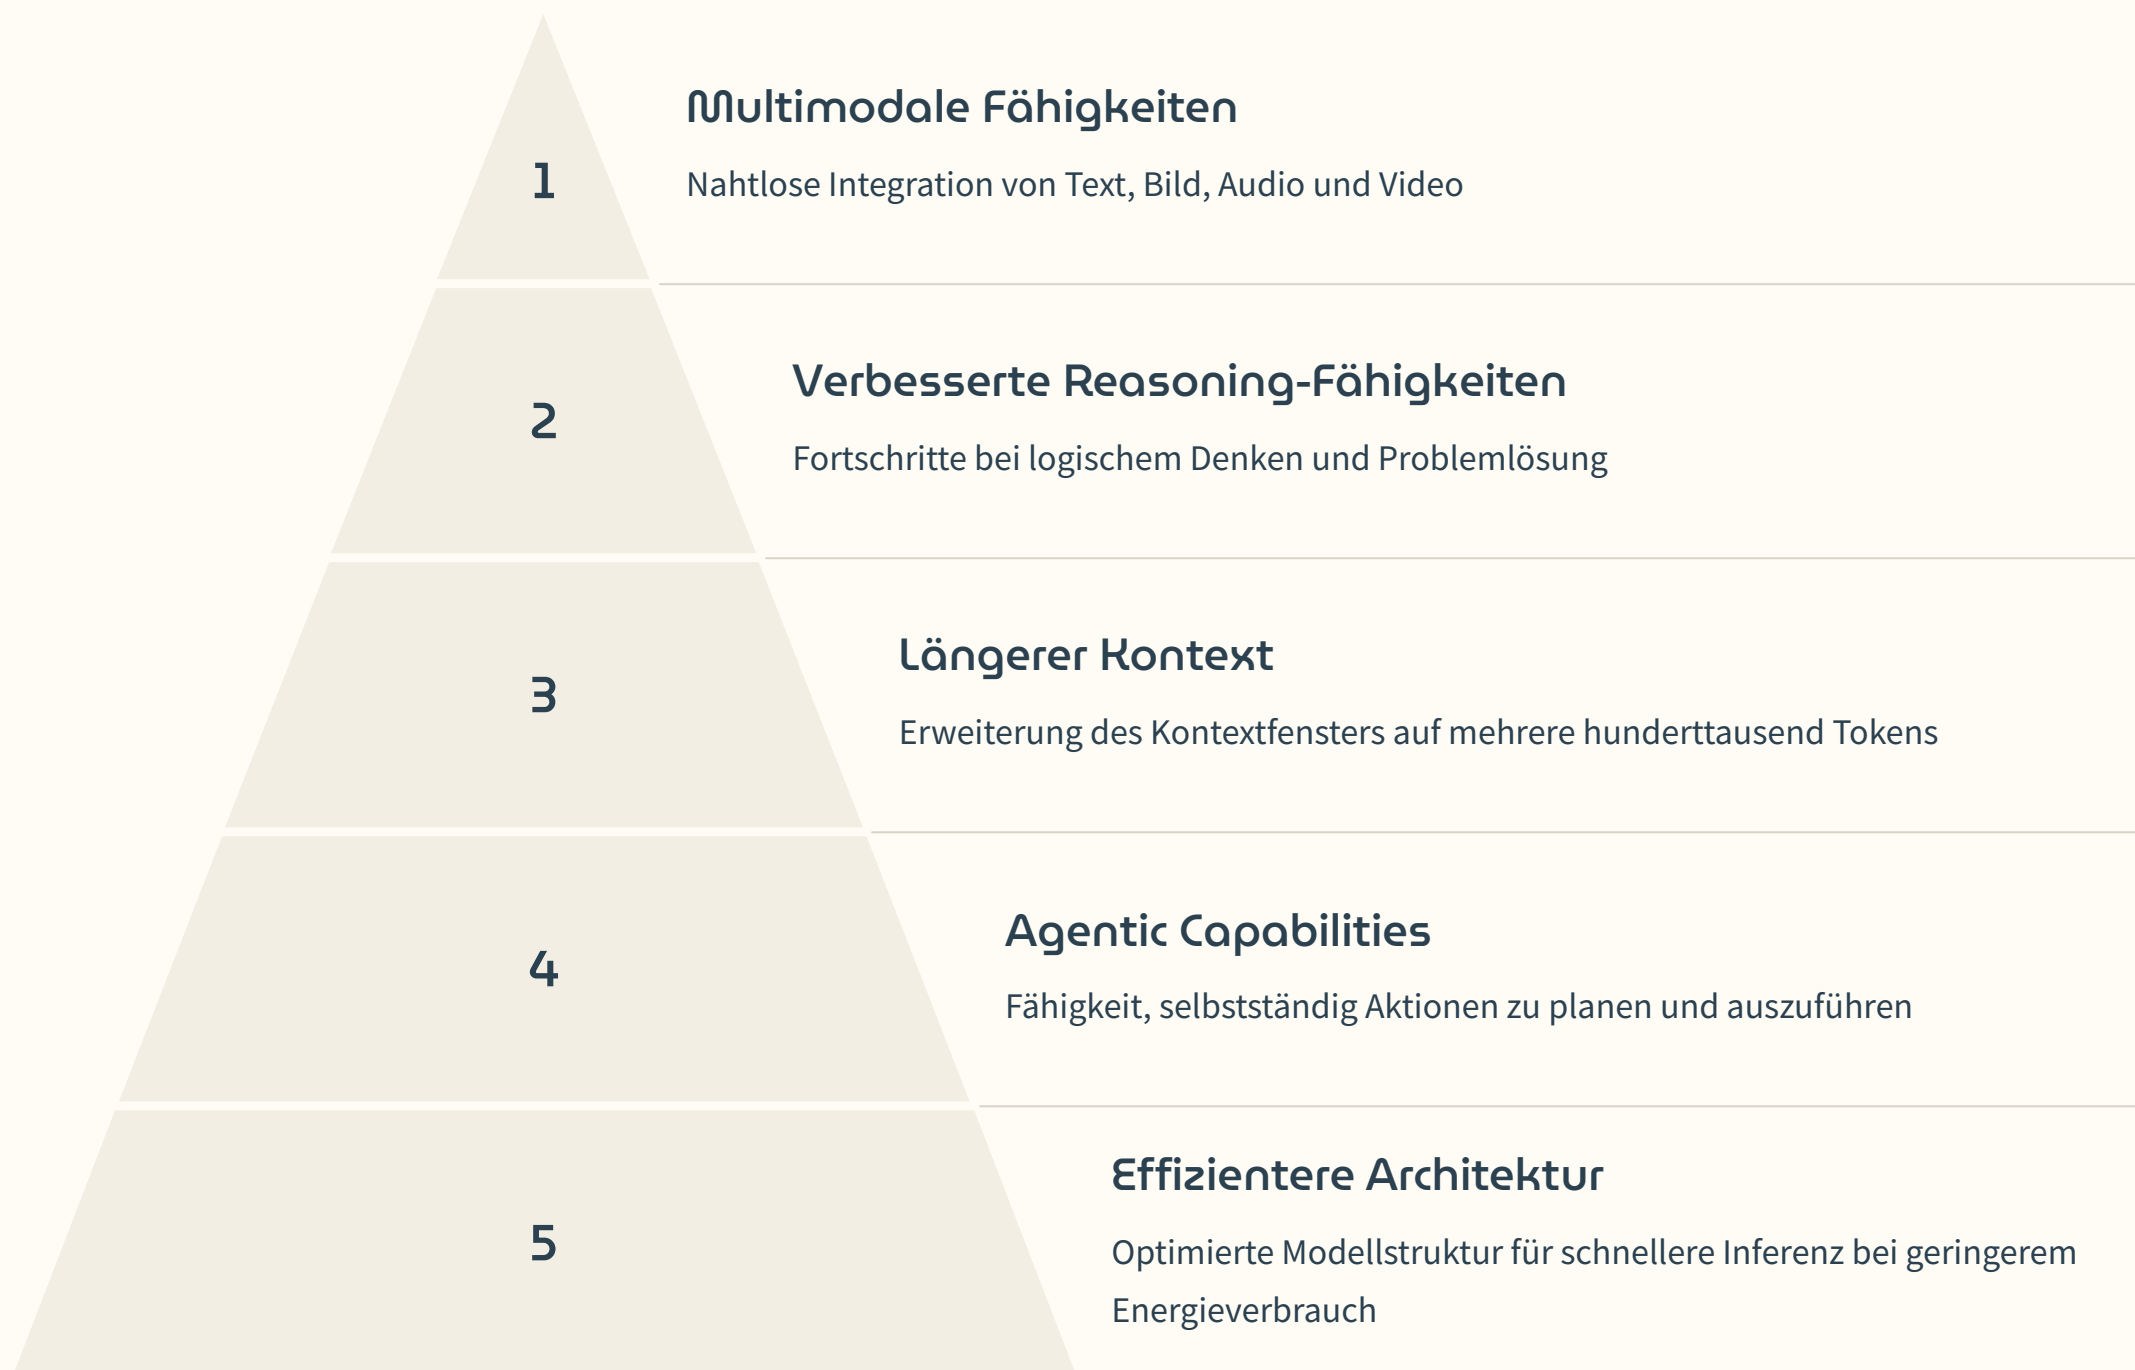 1
Multimodale Fähigkeiten
Nahtlose Integration von Text, Bild, Audio und Video
2
Verbesserte Reasoning-Fähigkeiten
Fortschritte bei logischem Denken und Problemlösung
3
Längerer Kontext
Erweiterung des Kontextfensters auf mehrere hunderttausend Tokens
4
Agentic Capabilities
Fähigkeit, selbstständig Aktionen zu planen und auszuführen
5
Effizientere Architektur
Optimierte Modellstruktur für schnellere Inferenz bei geringerem
Energieverbrauch